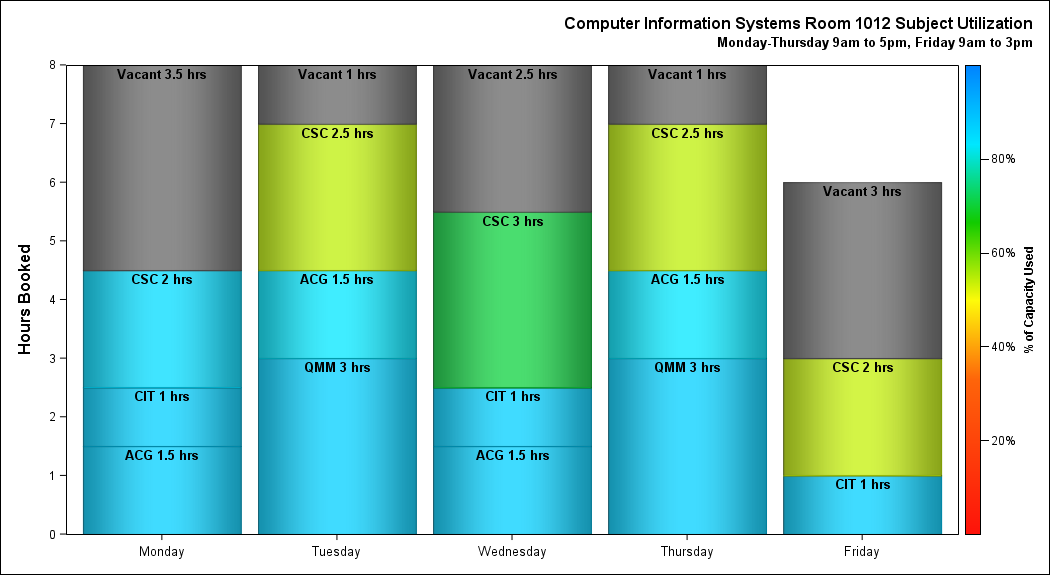 Computer Information Systems Room 1012 Subject Utilization
Monday-Thursday 9am to 5pm, Friday 9am to 3pm
Hours Booked
8
7
6
5
4
3
2
1
0
Vacant 3.5 hrs
CSC 2 hrs
CIT 1 hrs
ACG 1.5 hrs
Vacant 1 hrs
CSC 2.5 hrs
ACG 1.5 hrs
QMM 3 hrs
Vacant 2.5 hrs
CSC 3 hrs
CIT 1 hrs
ACG 1.5 hrs
Vacant 1 hrs
CSC 2.5 hrs
ACG 1.5 hrs
QMM 3 hrs
Vacant 3 hrs
CSC 2 hrs
CIT 1 hrs
Monday
Tuesday
Wednesday
Thursday
Friday
80%
60%
40%
20%
% of Capacity Used